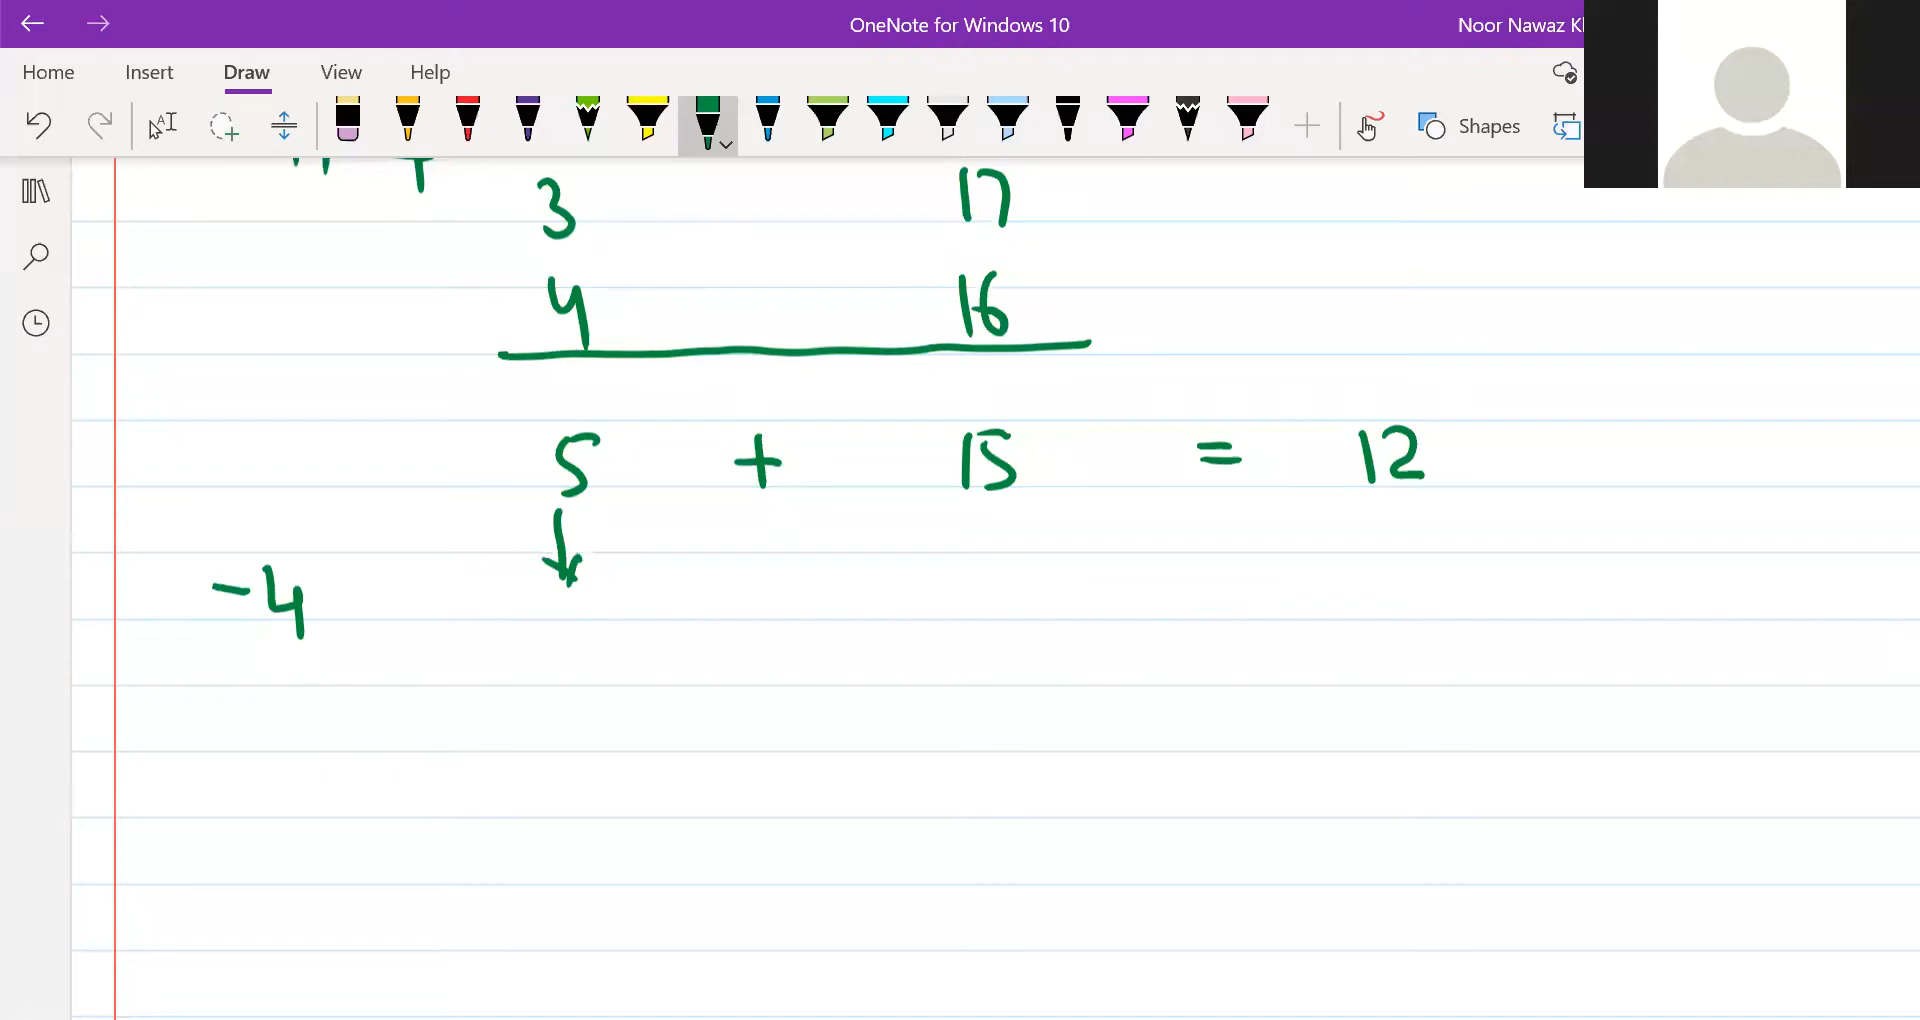 OneNote for Windows 10 Noor Nawaz
Home Insert Draw View Help
Shapes
3 17
4 16
5 + 15 = 12
-4